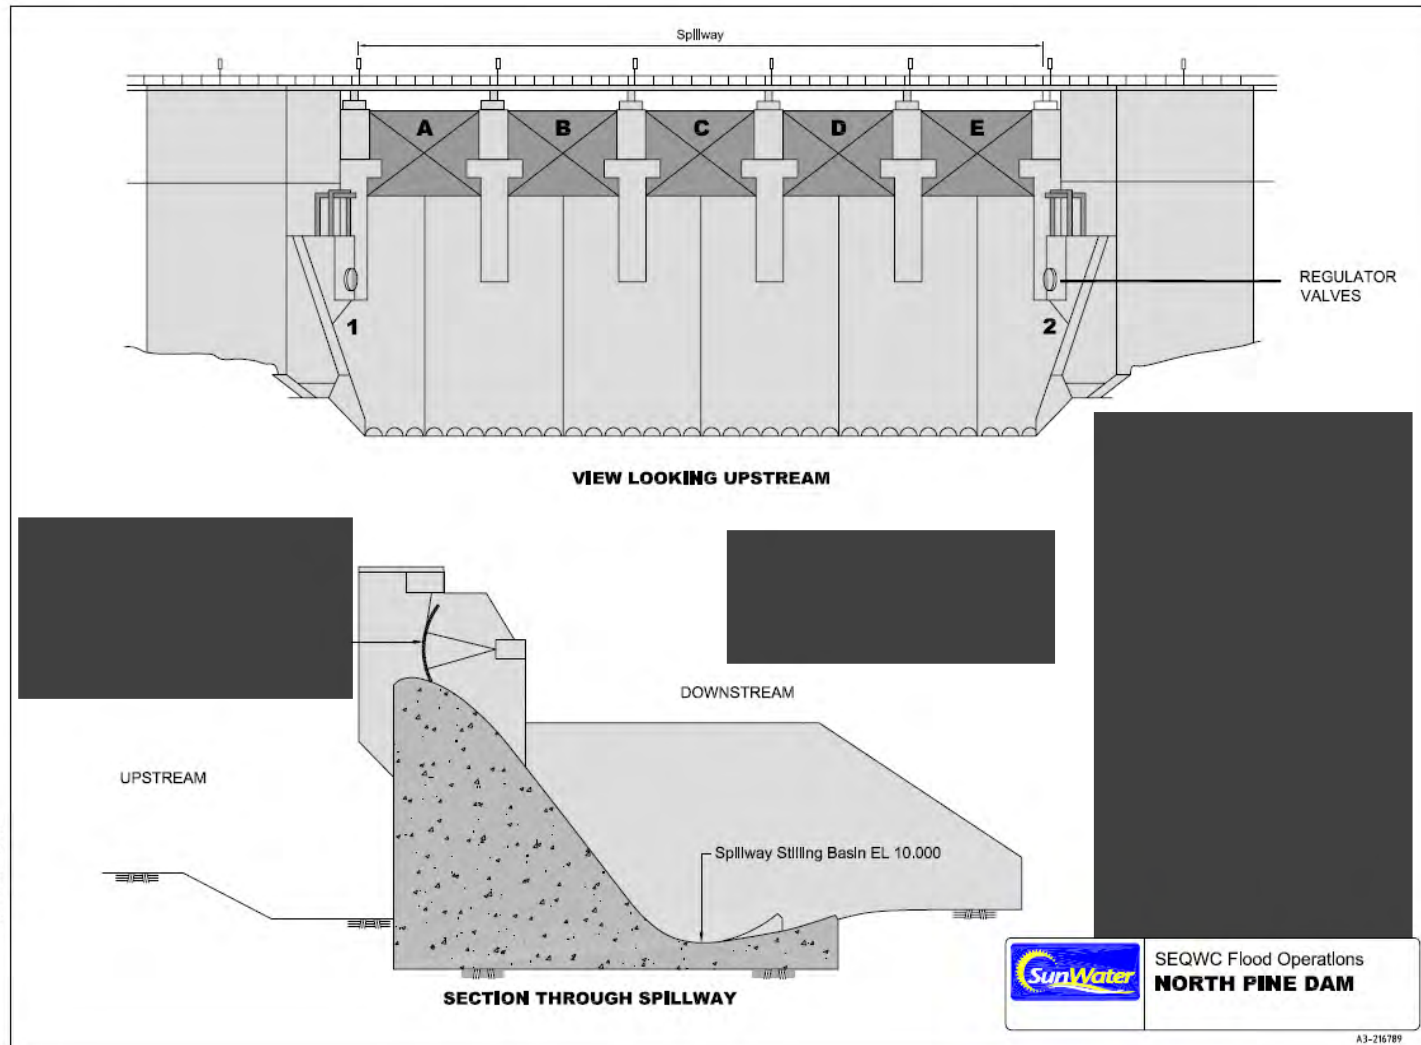 Spillway
A B C D E
REGULATOR
VALVES
1 2
VIEW LOOKING UPSTREAM
DOWNSTREAM
UPSTREAM
Spillway Stilling Basin EL 10.000
SECTION THROUGH SPILLWAY
SunWater
SEQWC Flood Operations
NORTH PINE DAM
A3-216789